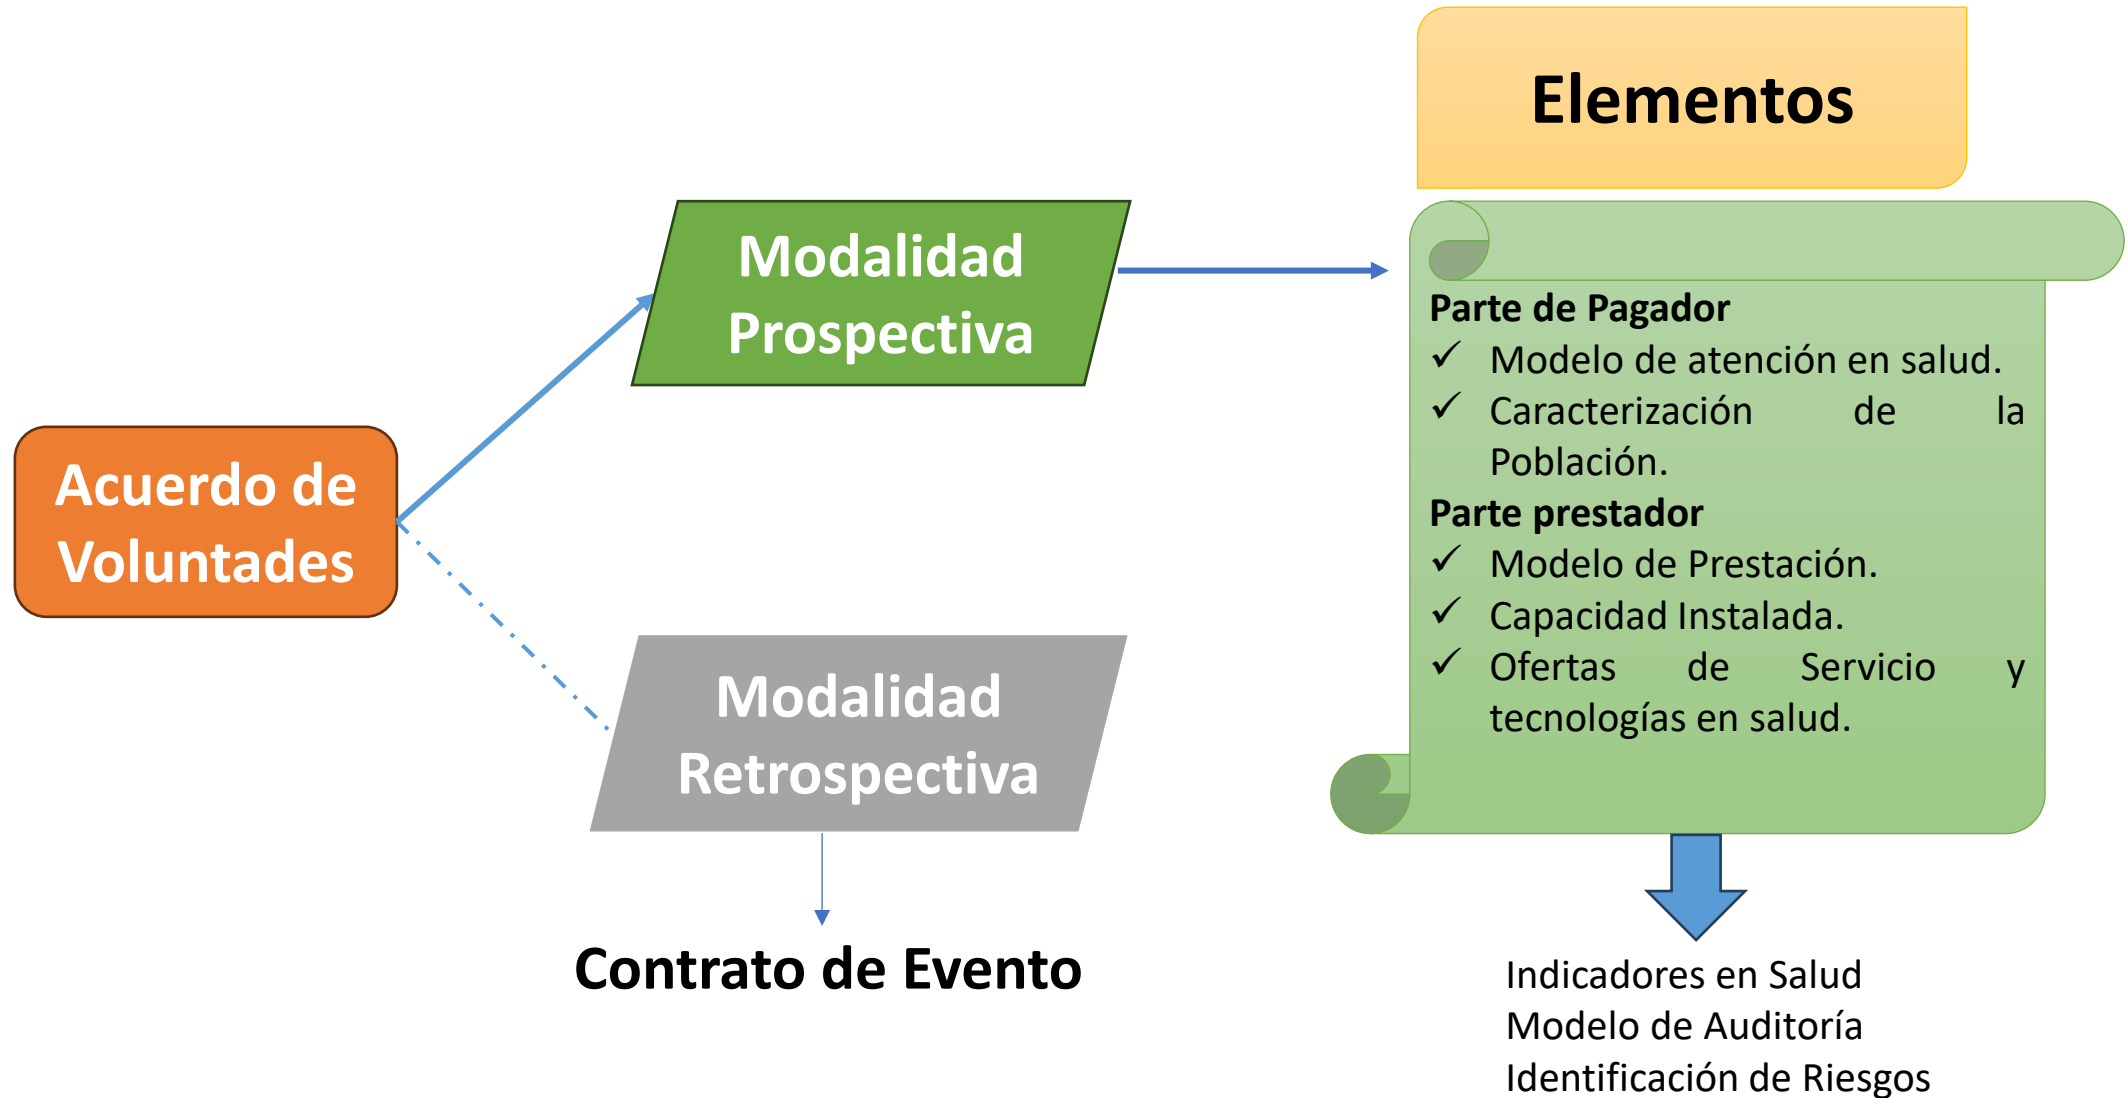 Elementos
Modalidad
Prospectiva
Parte de Pagador
✓ Modelo de atención en salud.
✓ Caracterización de la
Población.
Parte prestador
✓ Modelo de Prestación.
✓ Capacidad Instalada.
✓ Ofertas de Servicio y
tecnologías en salud.
Acuerdo de
Voluntades
Modalidad
Retrospectiva
Contrato de Evento
Indicadores en Salud
Modelo de Auditoría
Identificación de Riesgos